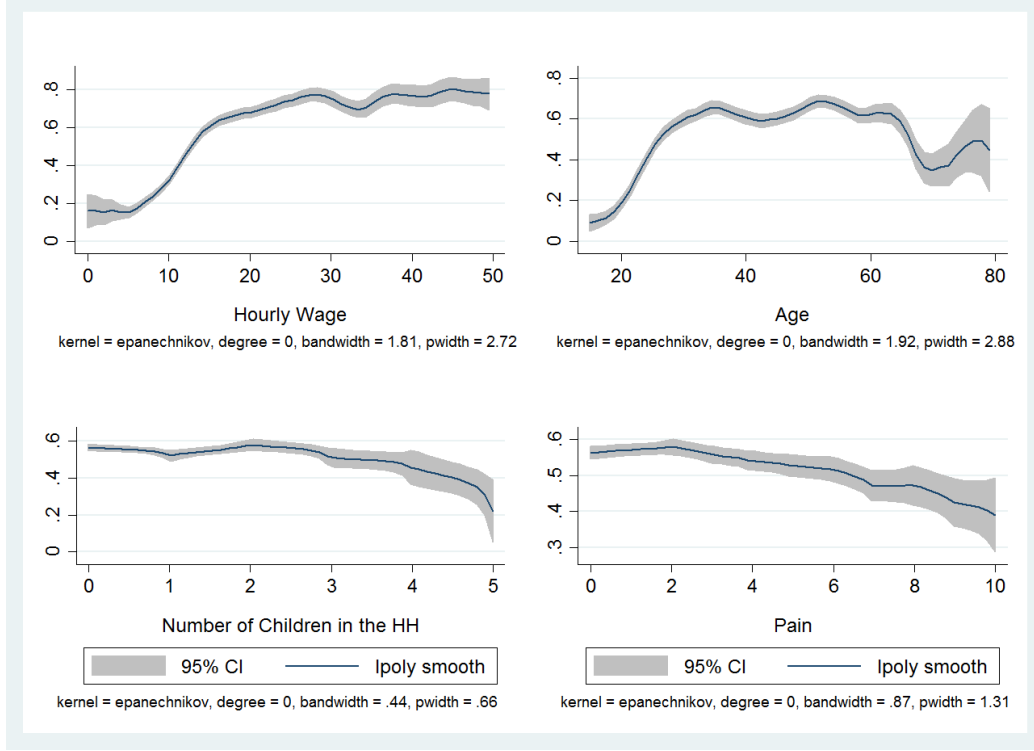 0 .2 .4 .6 .8
0 10 20 30 40 50
Hourly Wage
kernel = epanechnikov, degree = 0, bandwidth = 1.81, pwidth = 2.72
0 .2 .4 .6 .8
20 40 60 80
Age
kernel = epanechnikov, degree = 0, bandwidth = 1.92, pwidth = 2.88
0 .2 .4 .6
0 1 2 3 4 5
Number of Children in the HH
95% CI lpoly smooth
kernel = epanechnikov, degree = 0, bandwidth = .44, pwidth = .66
.3 .4 .5 .6
0 2 4 6 8 10
Pain
95% CI lpoly smooth
kernel = epanechnikov, degree = 0, bandwidth = .87, pwidth = 1.31